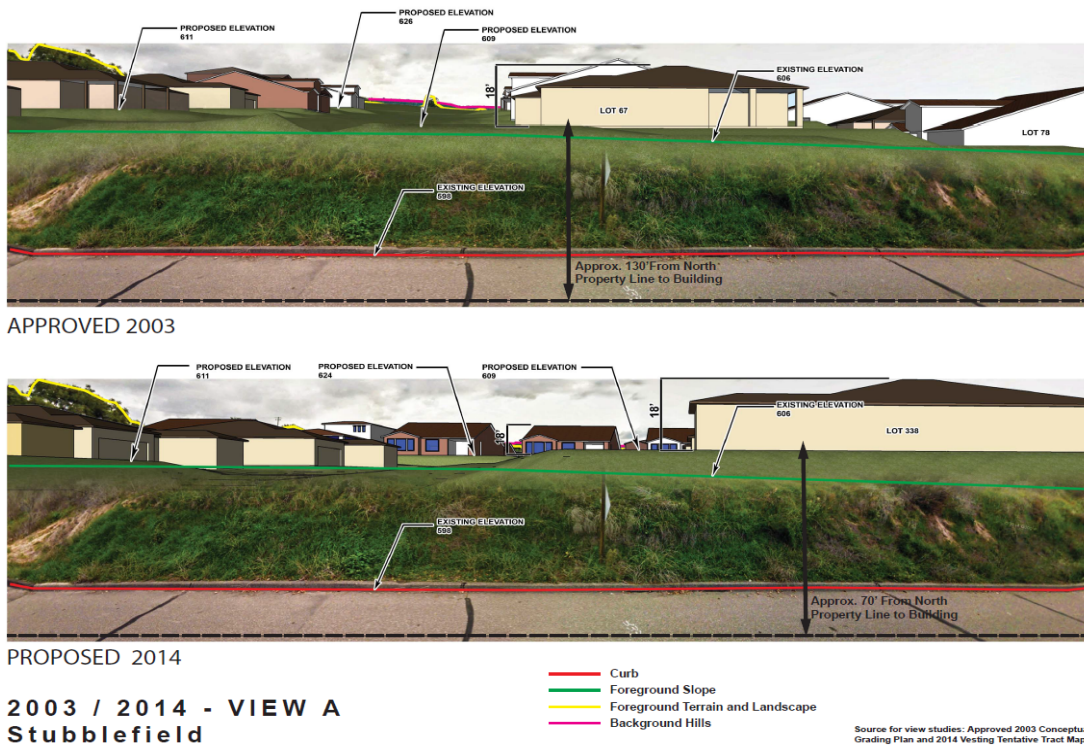 PROPOSED ELEVATION
611
PROPOSED ELEVATION
626
PROPOSED ELEVATION
609
EXISTING ELEVATION
606
18'
LOT 67
LOT 78
EXISTING ELEVATION
598
Approx. 130'From North
Property Line to Building
APPROVED 2003
PROPOSED ELEVATION
611
PROPOSED ELEVATION
624
PROPOSED ELEVATION
609
EXISTING ELEVATION
606
18'
18'
LOT 338
EXISTING ELEVATION
598
Approx. 70' From North
Property Line to Building
PROPOSED 2014
2003 / 2014 - VIEW A
Stubblefield
Curb
Foreground Slope
Foreground Terrain and Landscape
Background Hills
Source for view studies: Approved 2003 Conceptu
Grading Plan and 2014 Vesting Tentative Tract Map